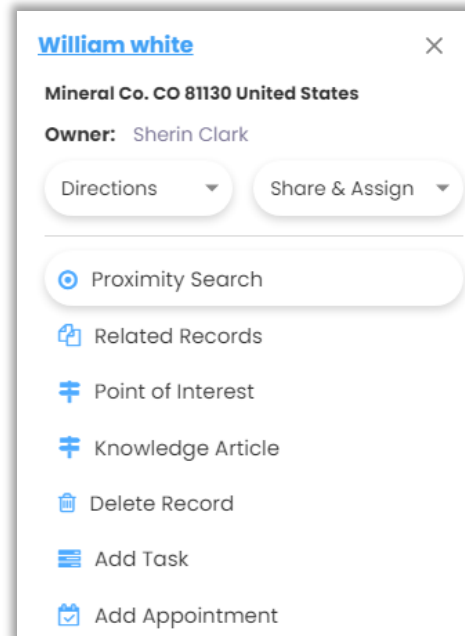 William white
Mineral Co. CO 81130 United States
Owner: Sherin Clark
Directions Share & Assign
Proximity Search
Related Records
Point of Interest
Knowledge Article
Delete Record
Add Task
Add Appointment